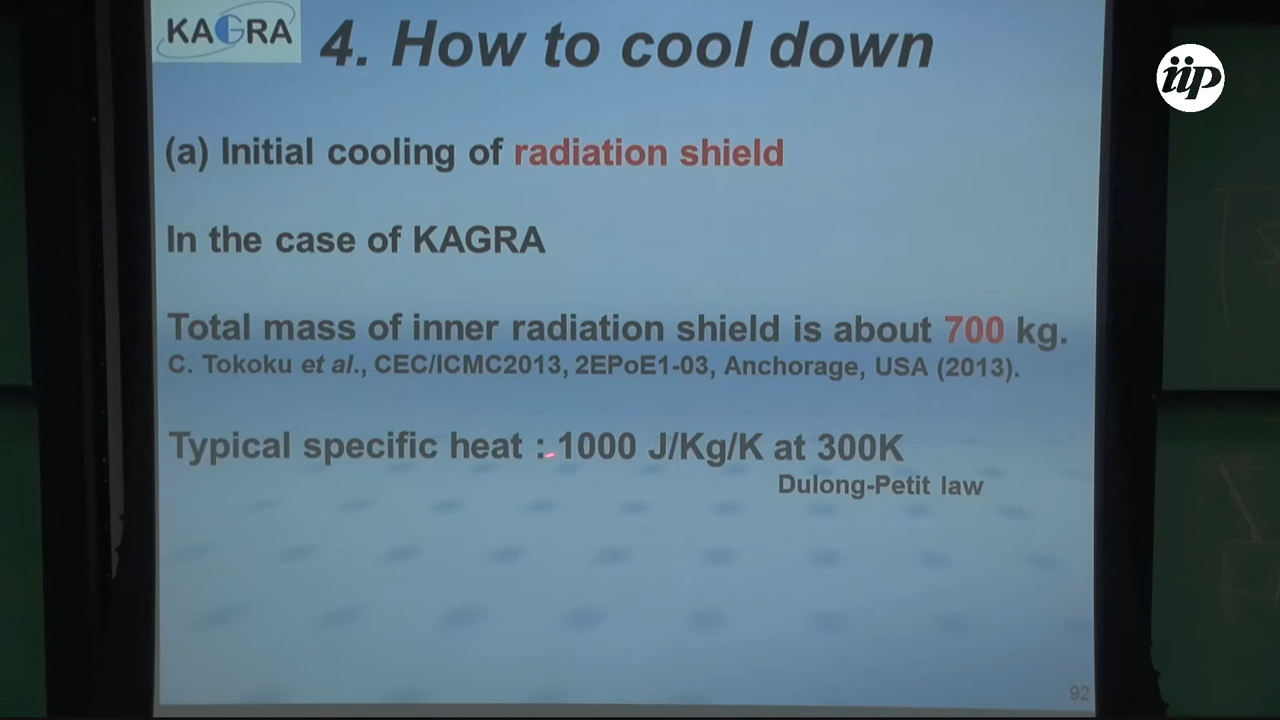 KAGRA
4. How to cool down
iip
(a) Initial cooling of radiation shield
In the case of KAGRA
Total mass of inner radiation shield is about 700 kg.
C. Tokoku et al., CEC/ICMC2013, 2EPoE1-03, Anchorage, USA (2013).
Typical specific heat : 1000 J/Kg/K at 300K
Dulong-Petit law
92